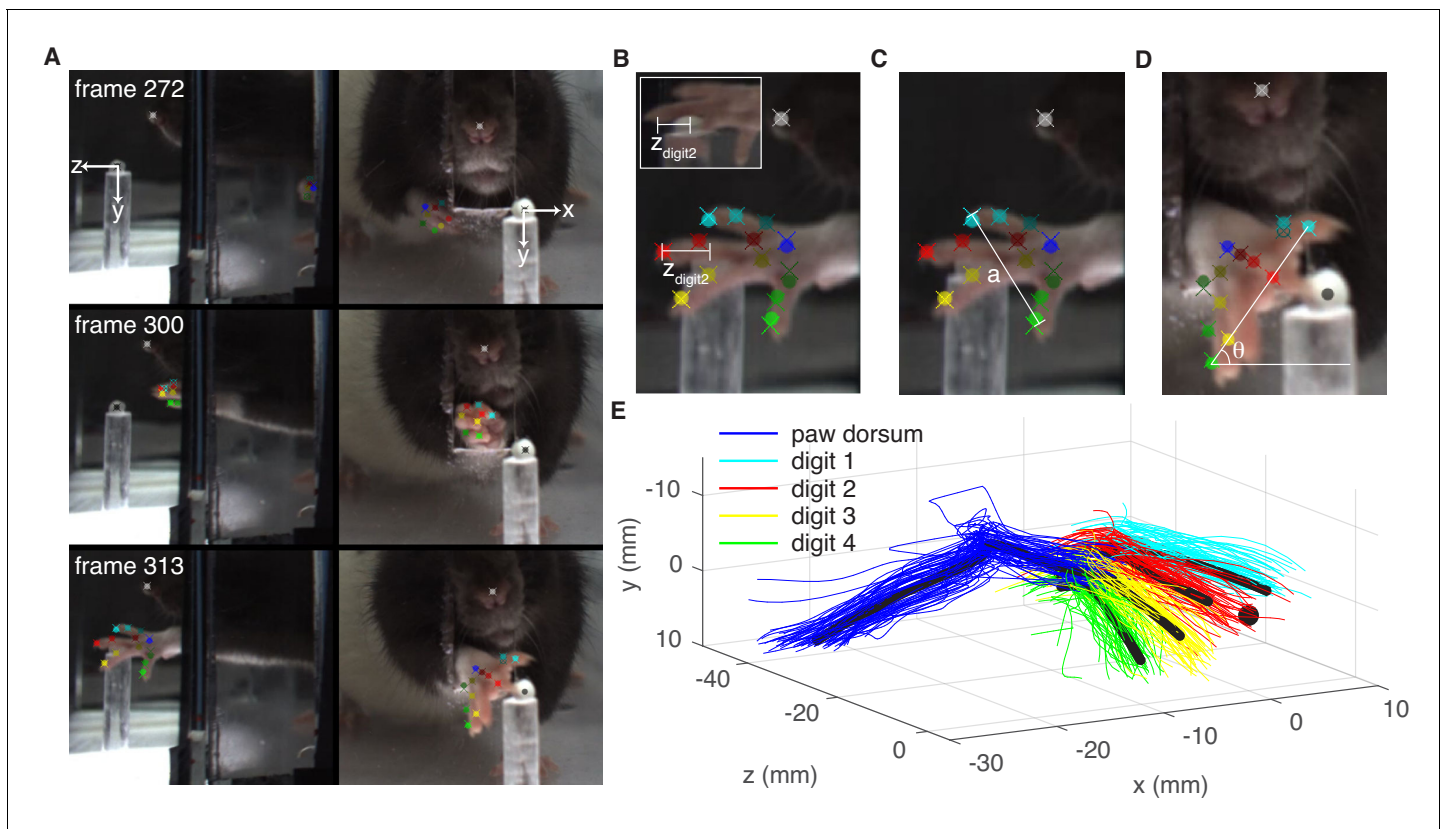 A
frame 272
z
y
x
y
frame 300
frame 313
B
z digit2
z digit2
C
a
D
θ
E
paw dorsum
digit 1
digit 2
digit 3
digit 4
-10
0
10
y (mm)
-40
-20
0
z (mm)
-30
-20
-10
0
10
x (mm)